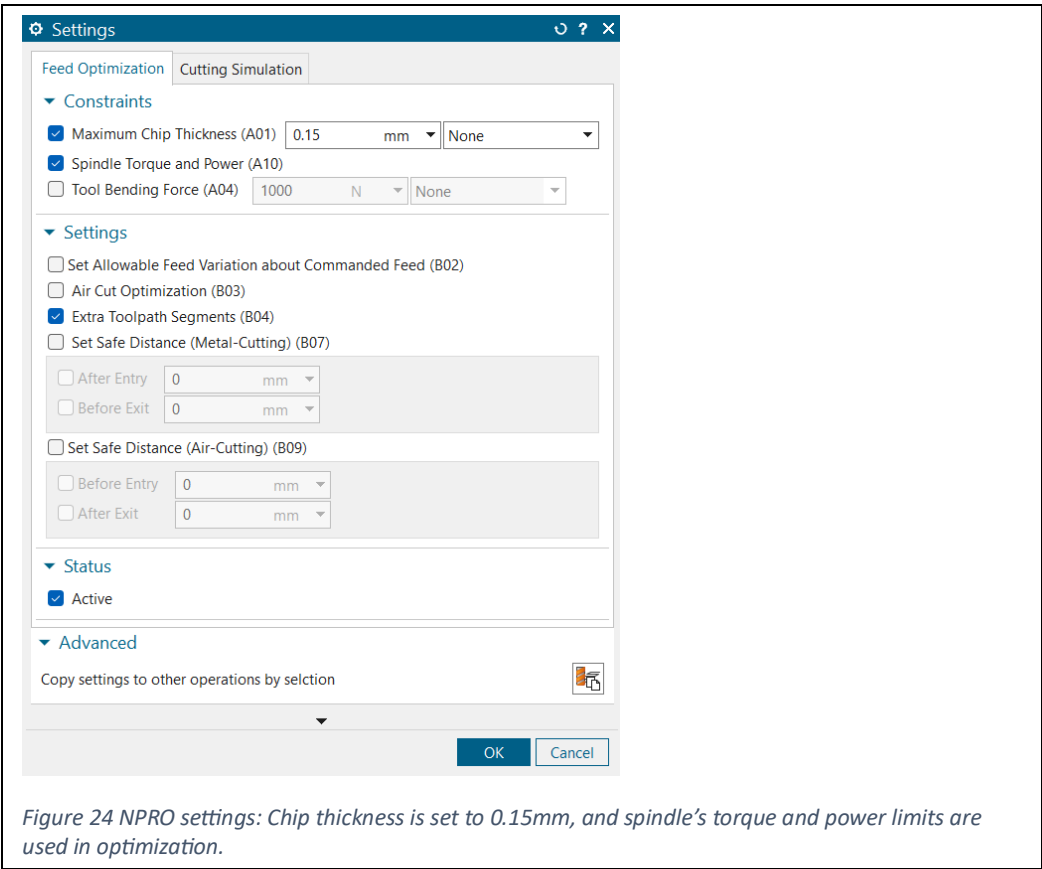 Settings
?
Feed Optimization Cutting Simulation
Constraints
Maximum Chip Thickness (A01) 0.15 mm None
Spindle Torque and Power (A10)
Tool Bending Force (A04) 1000 N None
Settings
Set Allowable Feed Variation about Commanded Feed (B02)
Air Cut Optimization (B03)
Extra Toolpath Segments (B04)
Set Safe Distance (Metal-Cutting) (B07)
After Entry 0 mm
Before Exit 0 mm
Set Safe Distance (Air-Cutting) (B09)
Before Entry 0 mm
After Exit 0 mm
Status
Active
Advanced
Copy settings to other operations by selction
OK Cancel
Figure 24 NPRO settings: Chip thickness is set to 0.15mm, and spindle's torque and power limits are
used in optimization.